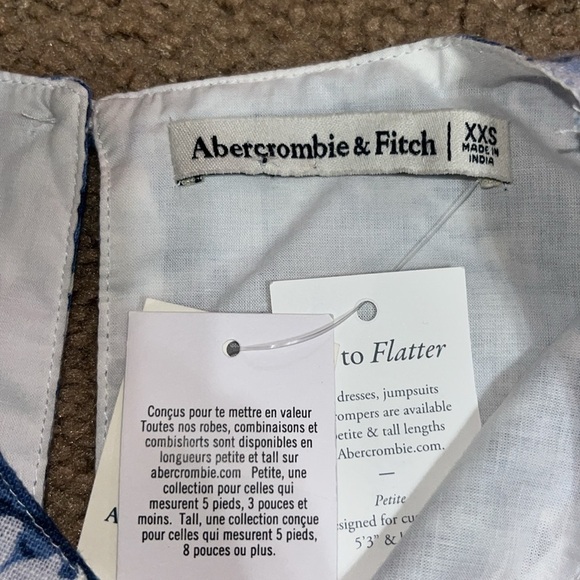 Abercrombie & Fitch
XXS
MADE IN
INDIA
to Flatter
dresses, jumpsuits
ompers are available
etite & tall lengths
Abercrombie.com.
Petite
signed for
5'3" &
Conçus pour te mettre en valeur
Toutes nos robes, combinaisons et
combishorts sont disponibles en
longueurs petite et tall sur
abercrombie.com Petite, une
collection pour celles qui
mesurent 5 pieds, 3 pouces et
moins. Tall, une collection conçue
pour celles qui mesurent 5 pieds,
8 pouces ou plus.
A